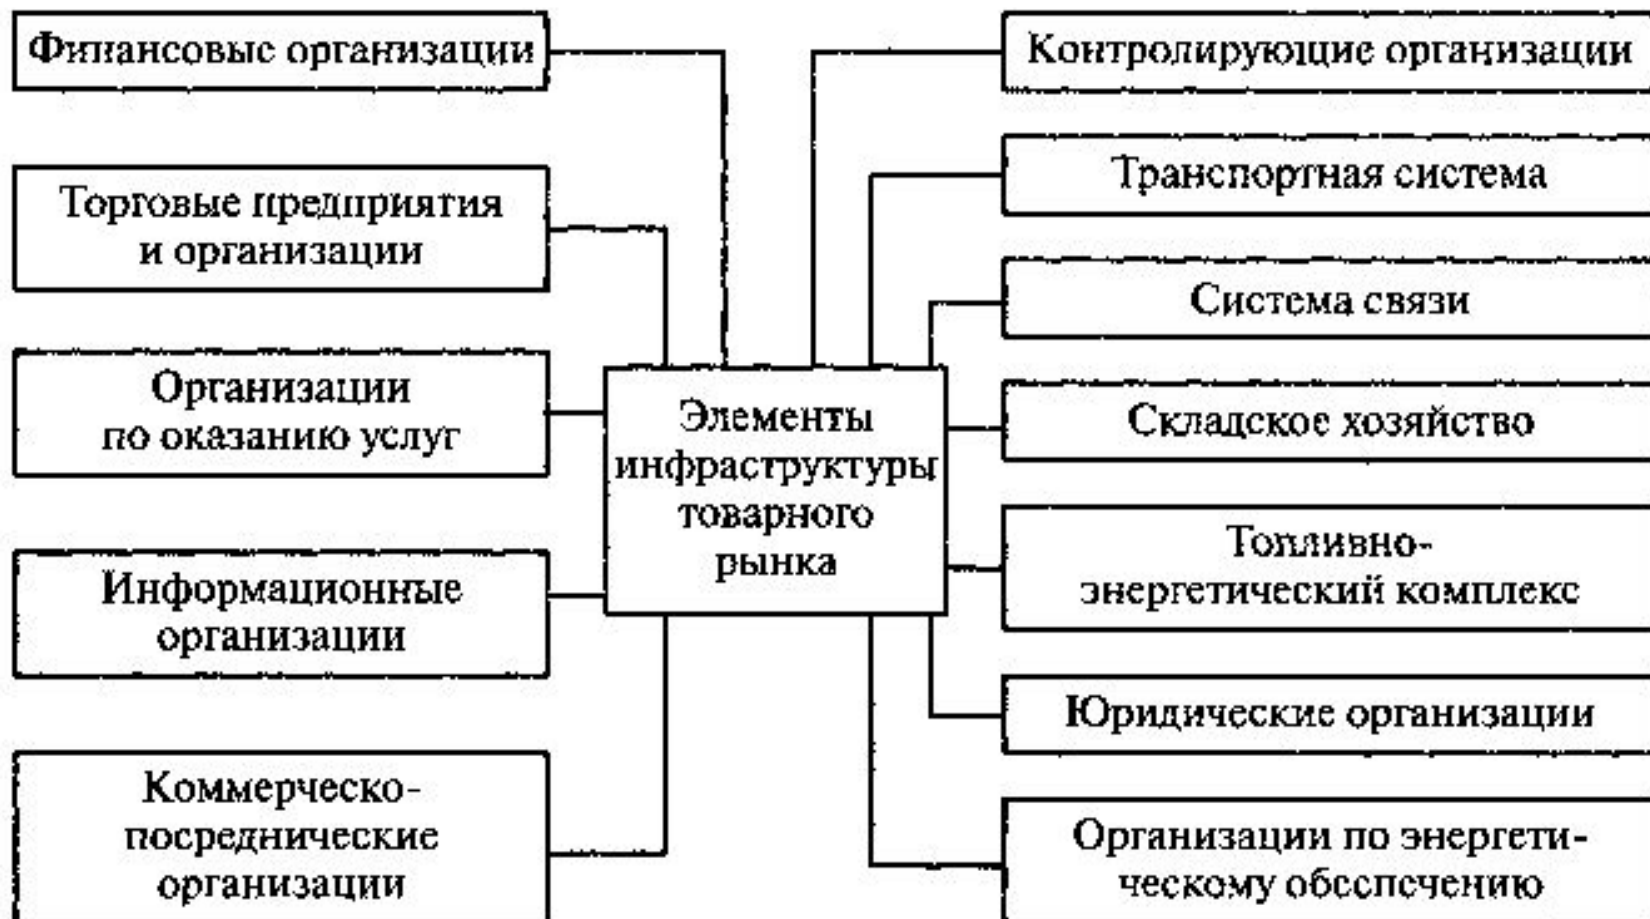 Финансовые организации
Торговые предприятия
и организации
Организации
по оказанию услуг
Информационные
организации
Коммерческо-
посреднические
организации
Элементы
инфраструктуры
товарного
рынка
Контролирующие организации
Транспортная система
Система связи
Складское хозяйство
Топливно-
энергетический комплекс
Юридические организации
Организации по энергети-
ческому обеспечению